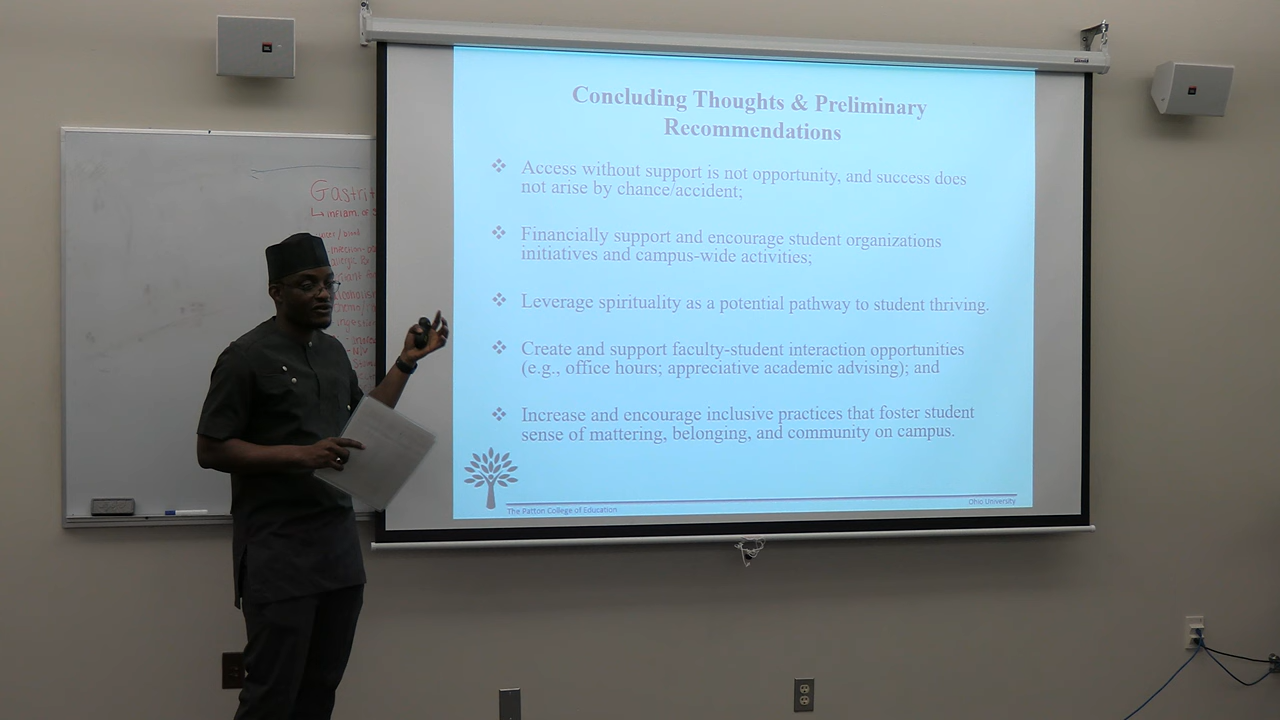 Concluding Thoughts & Preliminary
Recommendations
Access without support is not opportunity, and success does
not arise by chance/accident;
Financially support and encourage student organizations
initiatives and campus-wide activities;
Leverage spirituality as a potential pathway to student thriving.
Create and support faculty-student interaction opportunities
(e.g., office hours; appreciative academic advising); and
Increase and encourage inclusive practices that foster student
sense of mattering, belonging, and community on campus.
The Patton College of Education
Ohio University
Gastrit
inflam. of